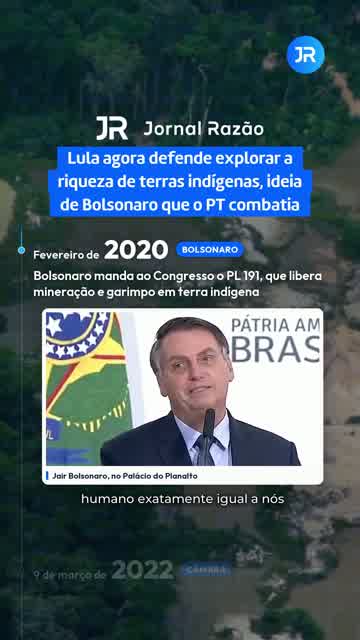 JR
JR Jornal Razão
Lula agora defende explorar a
riqueza de terras indígenas, ideia
de Bolsonaro que o PT combatia
Fevereiro de 2020 BOLSONARO
Bolsonaro manda ao Congresso o PL 191, que libera
mineração e garimpo em terra indígena
PÁTRIA AM
BRAS
Jair Bolsonaro, no Palácio do Planalto
humano exatamente igual a nós
9 de março de 2022 CÂMARA